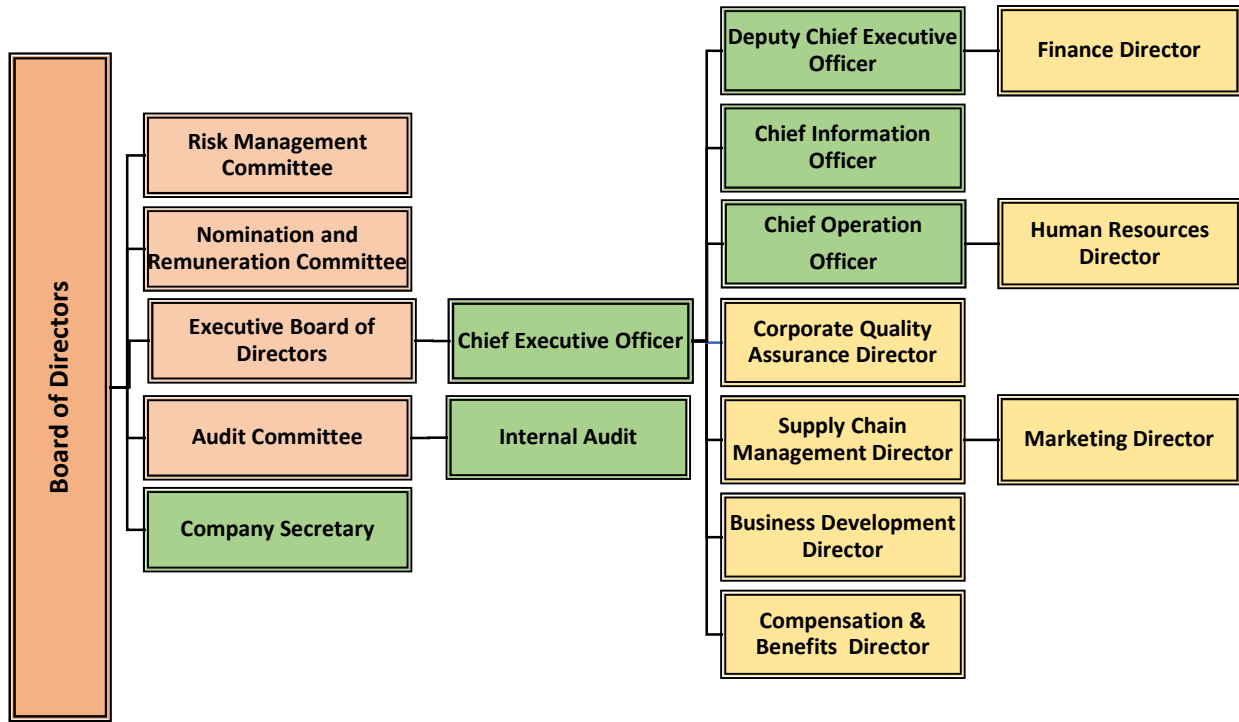 Board of Directors
Risk Management
Committee
Nomination and
Remuneration Committee
Executive Board of
Directors
Audit Committee
Company Secretary
Chief Executive Officer
Internal Audit
Deputy Chief Executive
Officer
Chief Information
Officer
Chief Operation
Officer
Corporate Quality
Assurance Director
Supply Chain
Management Director
Business Development
Director
Compensation &
Benefits Director
Finance Director
Human Resources
Director
Marketing Director